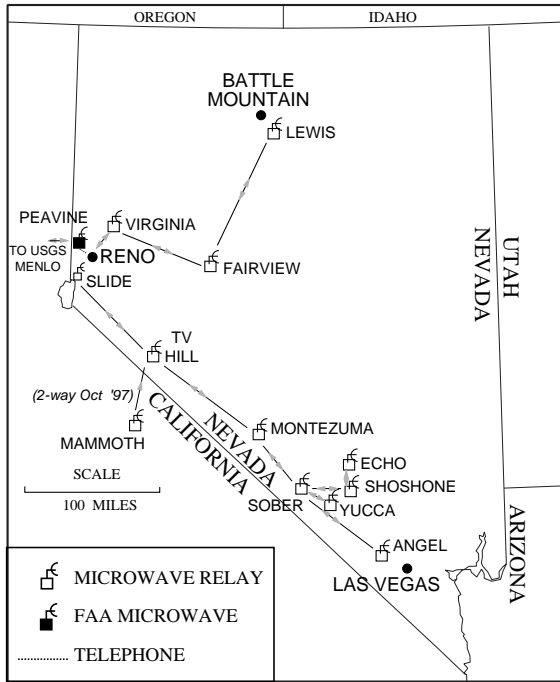 OREGON
IDAHO
BATTLE
MOUNTAIN
LEWIS
PEAVINE
VIRGINIA
TO USGS
MENLO
RENO
FAIRVIEW
SLIDE
UTAH
NEVADA
TV
HILL
(2-way Oct '97)
MAMMOTH
NEVADA
CALIFORNIA
MONTEZUMA
ECHO
SHOSHONE
SOBER
YUCCA
SCALE
100 MILES
ANGEL
LAS VEGAS
ARIZONA
MICROWAVE RELAY
FAA MICROWAVE
TELEPHONE